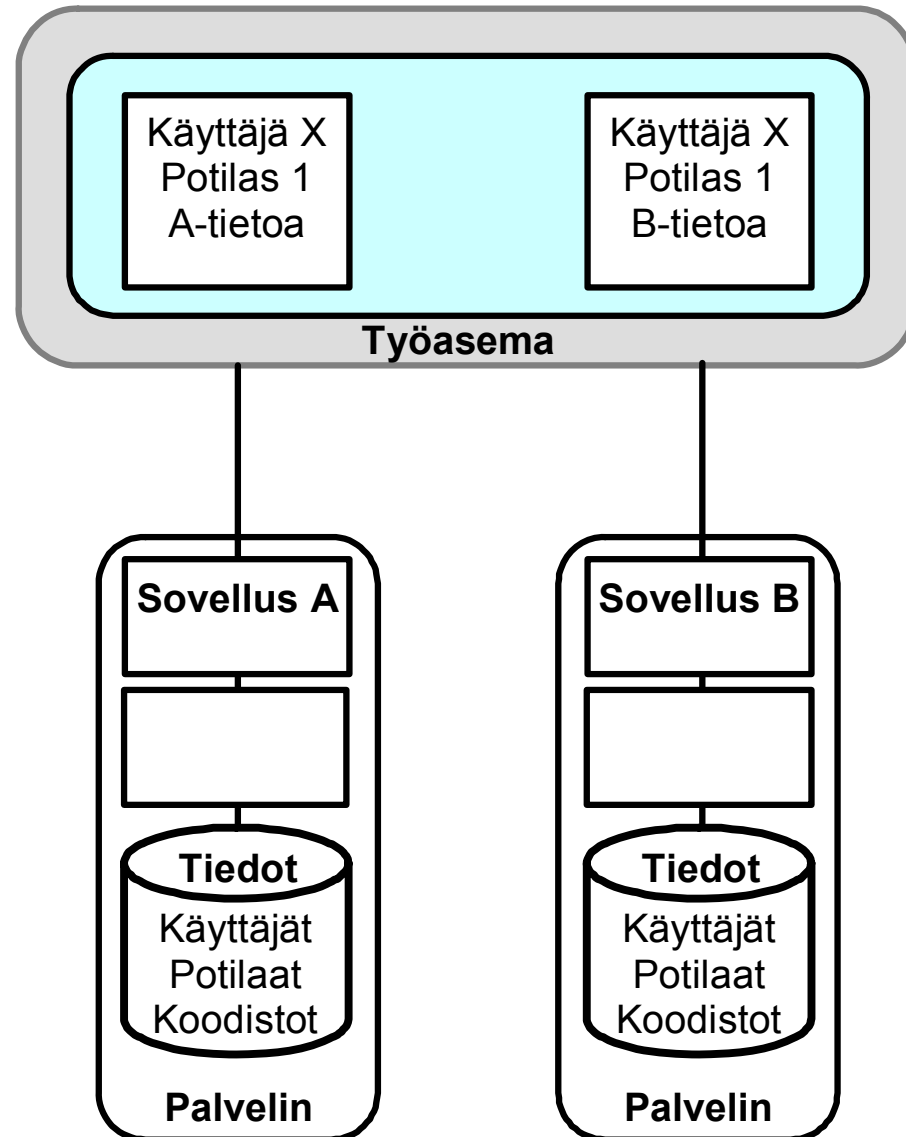 Käyttäjä X
Potilas 1
A-tietoa
Käyttäjä X
Potilas 1
B-tietoa
Työasema
Sovellus A
Tiedot
Käyttäjät
Potilaat
Koodistot
Palvelin
Sovellus B
Tiedot
Käyttäjät
Potilaat
Koodistot
Palvelin